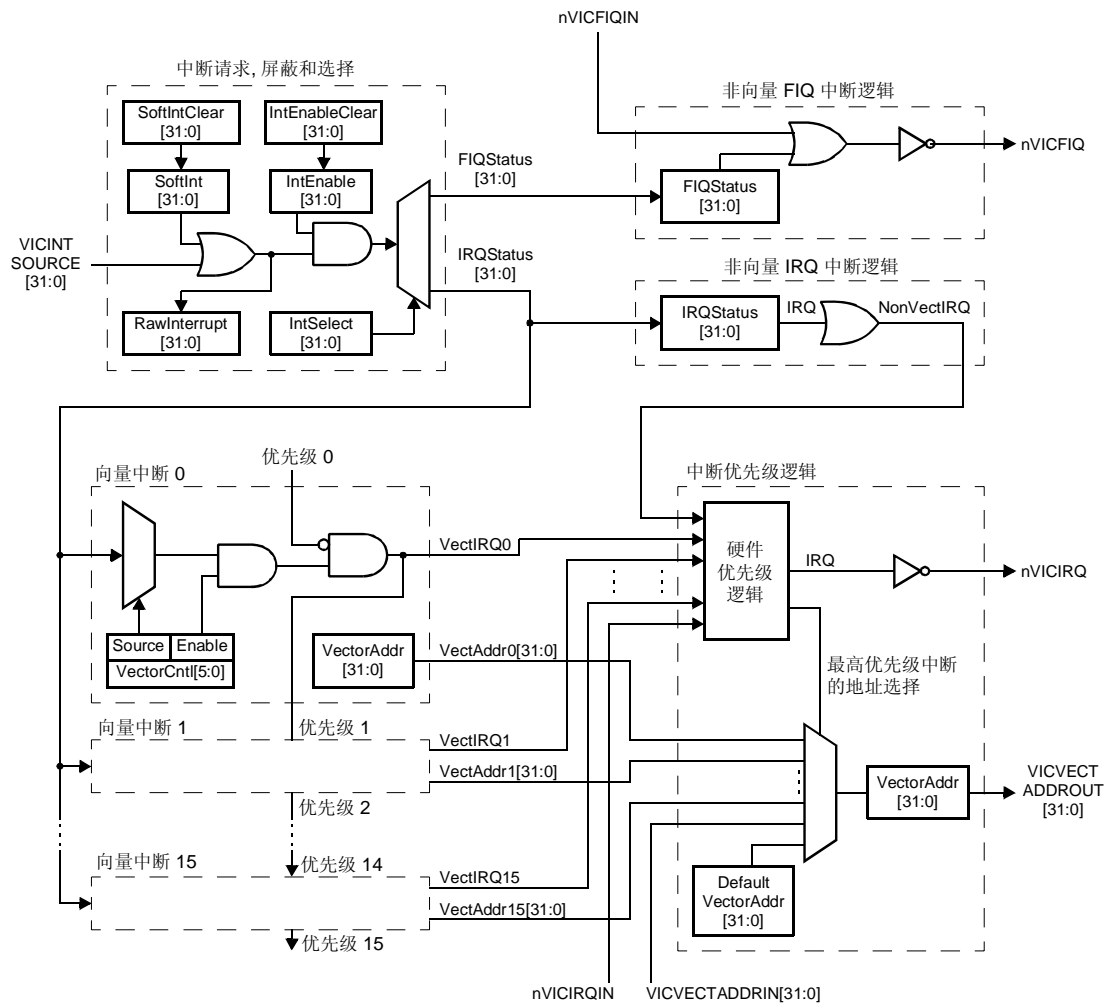 nVICFIQIN
中断请求, 屏蔽和选择
SoftIntClear
[31:0]
IntEnableClear
[31:0]
SoftInt
[31:0]
IntEnable
[31:0]
VICINT
SOURCE
[31:0]
RawInterrupt
[31:0]
IntSelect
[31:0]
FIQStatus
[31:0]
IRQStatus
[31:0]
非向量 FIQ 中断逻辑
FIQStatus
[31:0]
nVICFIQ
非向量 IRQ 中断逻辑
IRQStatus
[31:0]
IRQ
NonVectIRQ
优先级 0
向量中断 0
Source
Enable
VectorCntl[5:0]
VectorAddr
[31:0]
VectIRQ0
VectAddr0[31:0]
中断优先级逻辑
硬件
优先级
逻辑
IRQ
nVICIRQ
最高优先级中断
的地址选择
向量中断 1
优先级 1
VectIRQ1
VectAddr1[31:0]
优先级 2
VectorAddr
[31:0]
VICVECT
ADDROUT
[31:0]
向量中断 15
优先级 14
VectIRQ15
VectAddr15[31:0]
优先级 15
Default
VectorAddr
[31:0]
nVICIRQIN
VICVECTADDRIN[31:0]